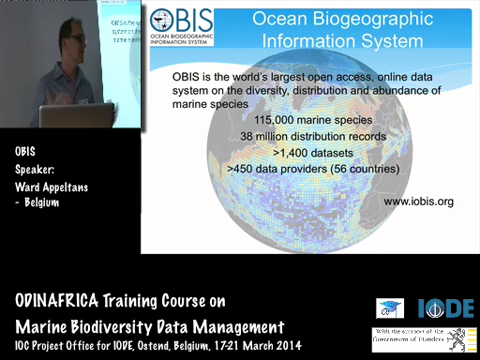 OBIS
OCEAN BIOGEOGRAPHIC
INFORMATION SYSTEM
Ocean Biogeographic
Information System
OBIS is the world's largest open access, online data
system on the diversity, distribution and abundance of
marine species
115,000 marine species
38 million distribution records
>1,400 datasets
>450 data providers (56 countries)
www.iobis.org
OBIS
Speaker:
Ward Appeltans
- Belgium
ODINAFRICA Training Course on
Marine Biodiversity Data Management
IOC Project Office for IODE, Ostend, Belgium, 17-21 March 2014
IODE
With the support of the
Government of Flanders